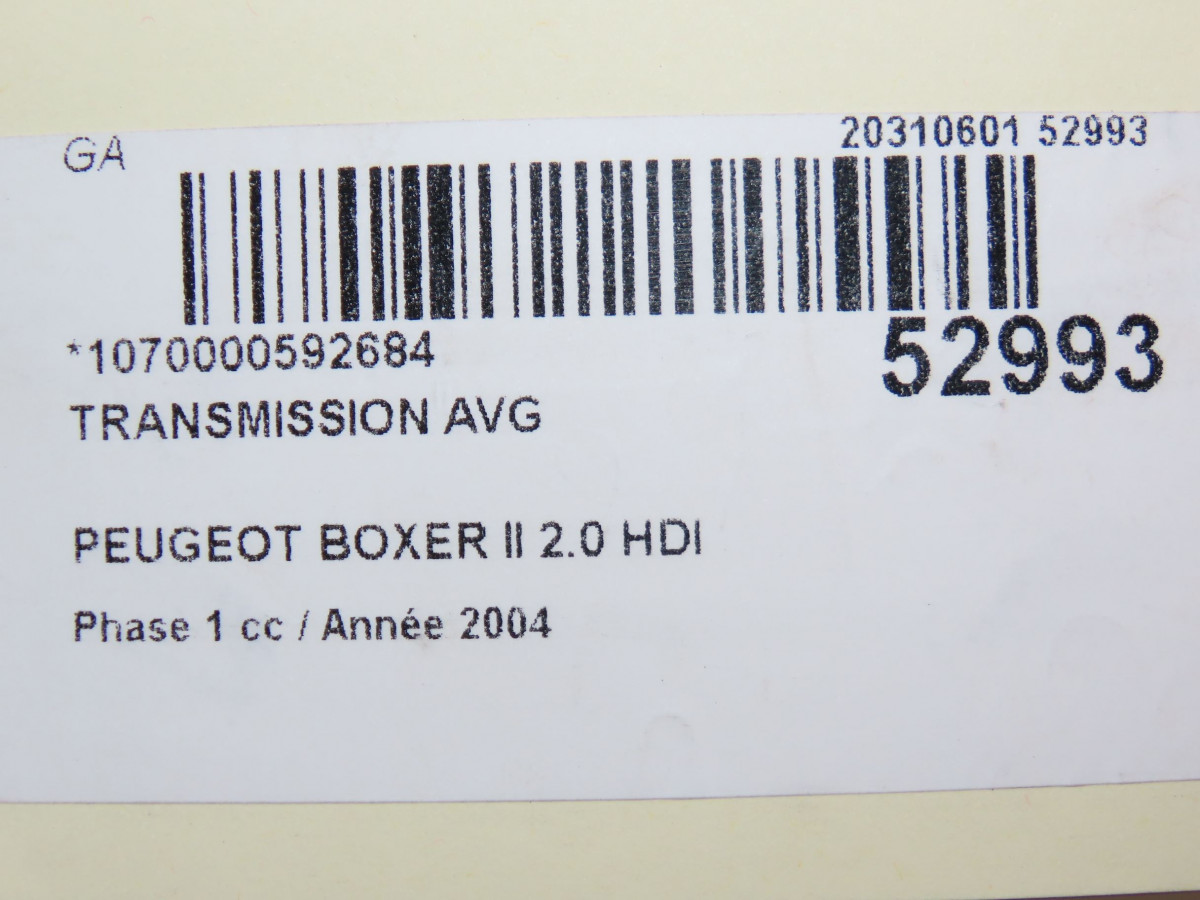 GA
20310601 52993
*1070000592684
52993
TRANSMISSION AVG
PEUGEOT BOXER II 2.0 HDI
Phase 1 cc / Année 2004